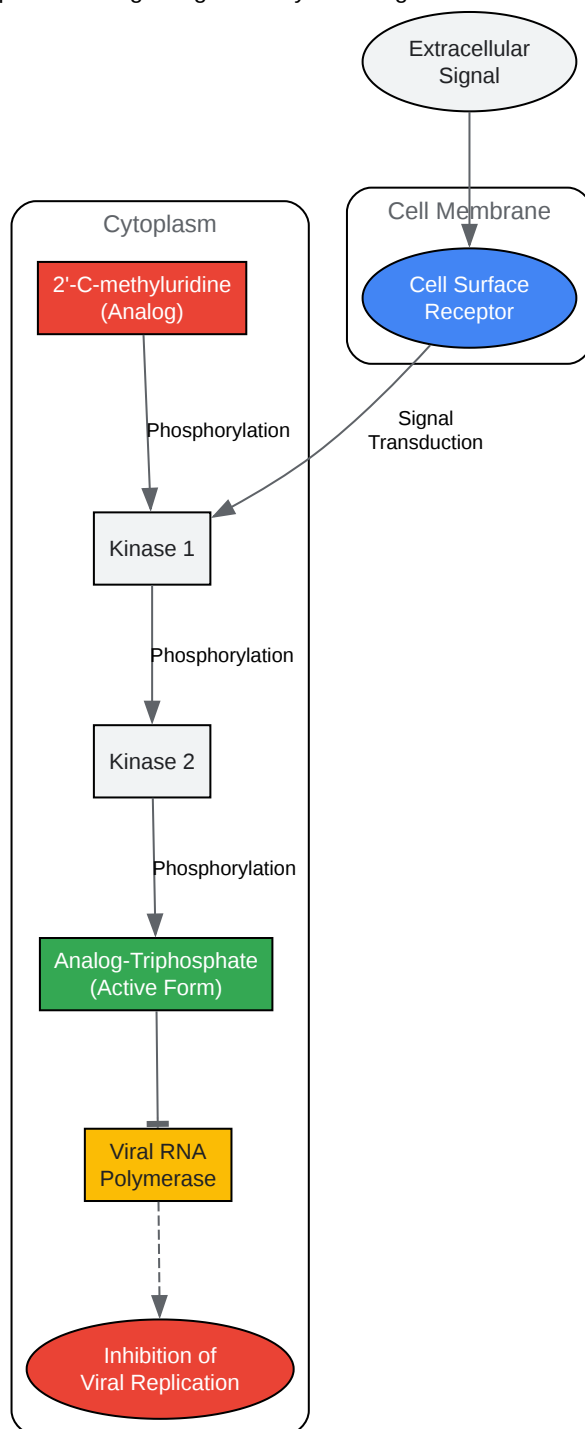 Extracellular
Signal
Cytoplasm
Cell Membrane
2'-C-methyluridine
(Analog)
Cell Surface
Receptor
Phosphorylation
Signal
Transduction
Kinase 1
Phosphorylation
Kinase 2
Phosphorylation
Analog-Triphosphate
(Active Form)
Viral RNA
Polymerase
Inhibition of
Viral Replication